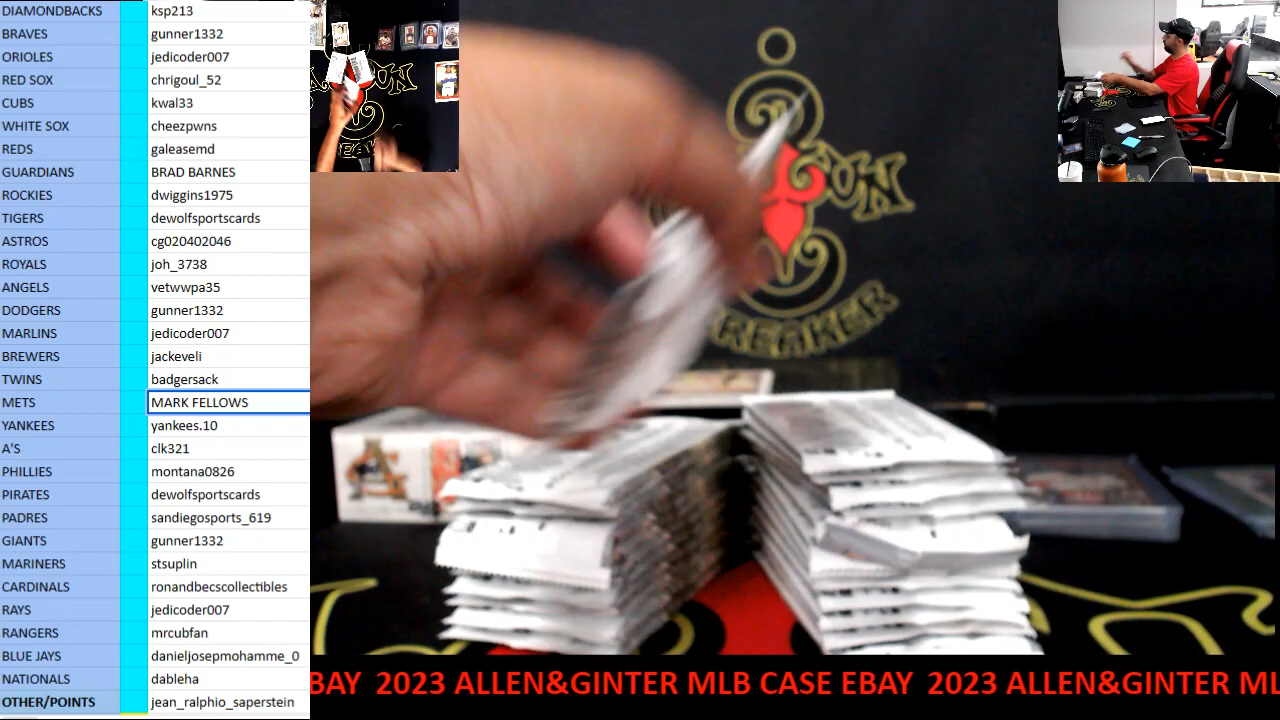 DIAMONDBACKS ksp213
BRAVES gunner1332
ORIOLES jedicoder007
RED SOX chrigoul_52
CUBS kwal33
WHITE SOX cheezpwns
REDS galeasemd
GUARDIANS BRAD BARNES
ROCKIES dwiggins1975
TIGERS dewolfsportscards
ASTROS cg020402046
ROYALS joh_3738
ANGELS vetwwpa35
DODGERS gunner1332
MARLINS jedicoder007
BREWERS jackeveli
TWINS badgersack
METS MARK FELLOWS
YANKEES yankees.10
A'S clk321
PHILLIES montana0826
PIRATES dewolfsportscards
PADRES sandiegosports_619
GIANTS gunner1332
MARINERS stsuplin
CARDINALS ronandbecscollectibles
RAYS jedicoder007
RANGERS mrcubfan
BLUE JAYS danieljosepmohamme_0
NATIONALS dableha
OTHER/POINTS jean_ralphio_saperstein
REAKER
BAY 2023 ALLEN&GINTER MLB CASE EBAY 2023 ALLEN&GINTER ML